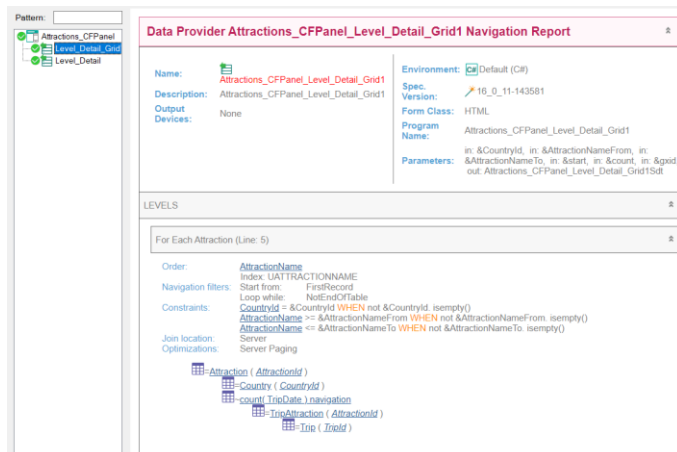 Pattern:
Attractions_CFPanel
Level_Detail_Grid
Level_Detail
Data Provider Attractions_CFPanel_Level_Detail_Grid1 Navigation Report
Name:
Attractions_CFPanel_Level_Detail_Grid1
Description: Attractions_CFPanel_Level_Detail_Grid1
Output Devices: None
Environment: C# Default (C#)
Spec. Version: 16_0_11-143581
Form Class: HTML
Program Name: Attractions_CFPanel_Level_Detail_Grid1
Parameters: in: &CountryId, in: &AttractionNameFrom, in:
&AttractionNameTo, in: &start, in: &count, in: &gxid
out: Attractions_CFPanel_Level_Detail_Grid1Sdt
LEVELS
For Each Attraction (Line: 5)
Order: AttractionName
Index: UATTRACTIONNAME
Navigation filters: Start from: FirstRecord
Loop while: NotEndOfTable
Constraints: CountryId = &CountryId WHEN not &CountryId. isempty()
AttractionName >= &AttractionNameFrom WHEN not &AttractionNameFrom. isempty()
AttractionName <= &AttractionNameTo WHEN not &AttractionNameTo. isempty()
Join location: Server
Optimizations: Server Paging
=Attraction ( AttractionId )
=Country ( CountryId )
~count( TripDate ) navigation
=TripAttraction ( AttractionId )
=Trip ( TripId )